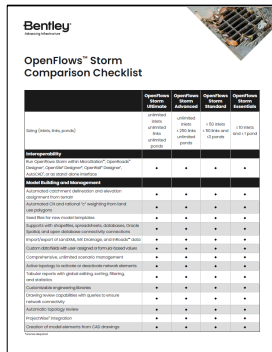 Bentley®
Advancing Infrastructure
OpenFlows™ Storm
Comparison Checklist
OpenFlows Storm Ultimate OpenFlows Storm Advanced OpenFlows Storm Standard OpenFlows Storm Essentials
Sizing (inlets, links, ponds) unlimited inlets unlimited links unlimited ponds unlimited inlets < 250 links unlimited ponds < 50 inlets < 50 links and <3 ponds < 10 inlets and < 1 pond
Interoperability
Run OpenFlows Storm within MicroStation®, OpenRoads™
Designer®, OpenSite® Designer®, OpenRail™ Designer®,
AutoCAD®, or as stand-alone interface • • • •
Model Building and Management
Automated catchment delineation and elevation
assignment from terrain • • • •
Automated CN and rational "c" weighting from land
use polygons • • • •
Seed files for new model templates • • • •
Supports with shapefiles, spreadsheets, databases, Oracle
Spatial, and open database connectivity connections • • • •
Import/export of LandXML, MX Drainage, and InRoads® data • • • •
Custom data fields with user assigned or formula based values • • • •
Comprehensive, unlimited scenario management • • • •
Active topology to activate or deactivate network elements • • • •
Tabular reports with global editing, sorting, filtering,
and statistics • • • •
Customizable engineering libraries • • • •
Drawing review capabilities with queries to ensure
network connectivity • • • •
Automatic topology review • • • •
ProjectWise® integration • • • •
Creation of model elements from CAD drawings • • • •